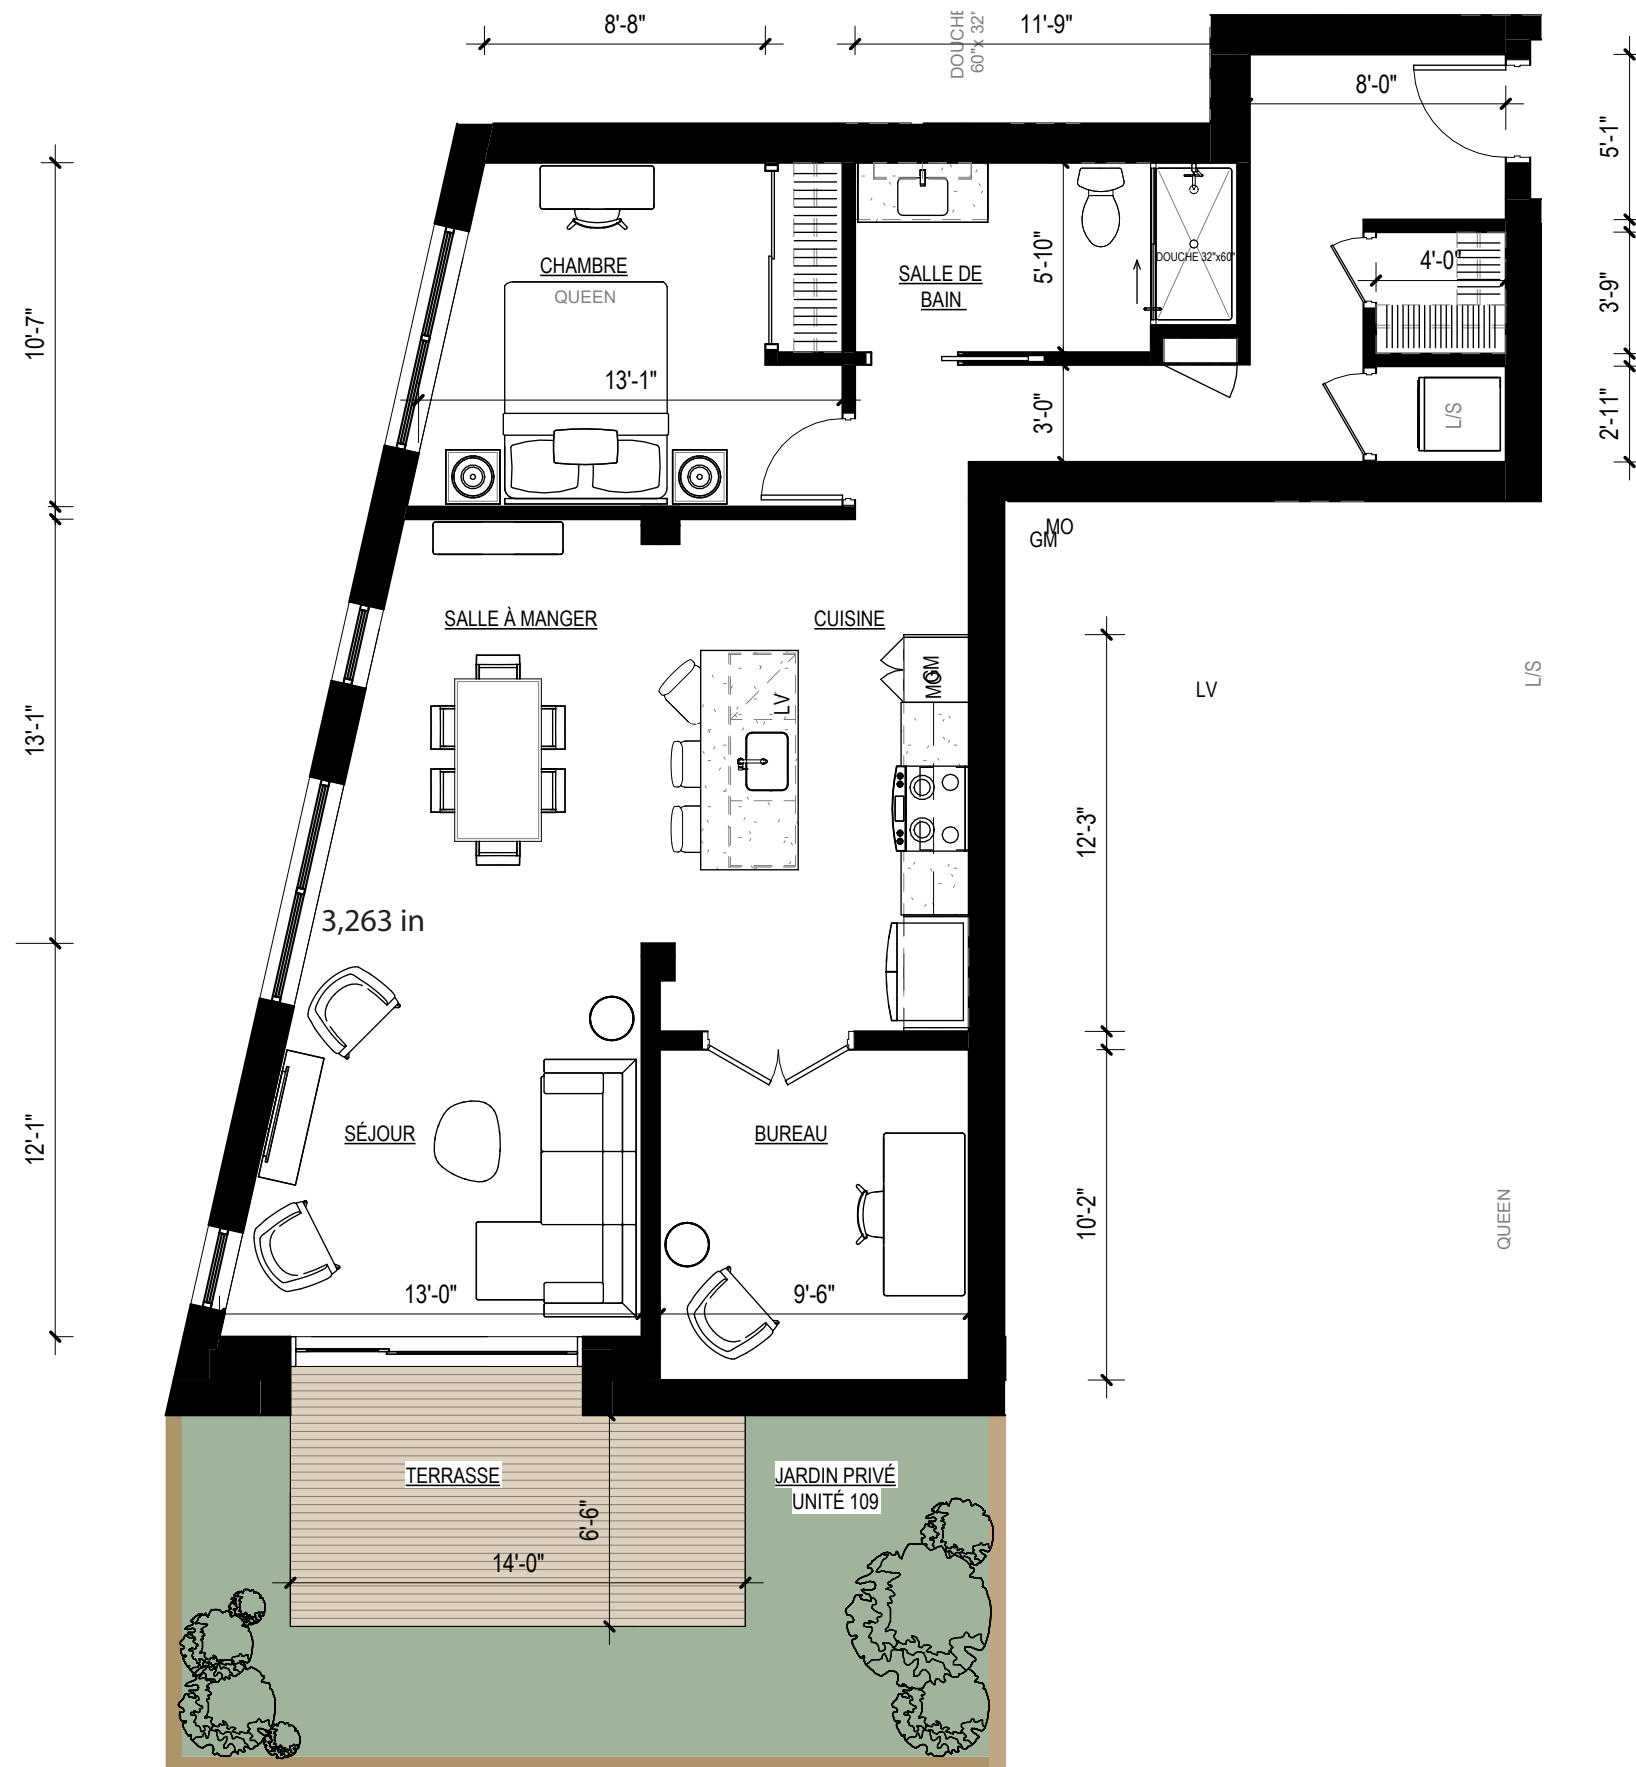 8'-8"
DOUCHE
60"x 32"
11'-9"
8'-0"
5'-1"
10'-7"
CHAMBRE
QUEEN
13'-1"
SALLE DE
BAIN
5'-10"
DOUCHE 32"x60"
4'-0"
3'-9"
3'-0"
L/S
2'-11"
MO
GM
SALLE À MANGER
CUISINE
GM
MO
LV
LV
L/S
13'-1"
12'-3"
3,263 in
12'-1"
SÉJOUR
BUREAU
10'-2"
QUEEN
13'-0"
9'-6"
TERRASSE
JARDIN PRIVÉ
UNITÉ 109
6'-6"
14'-0"